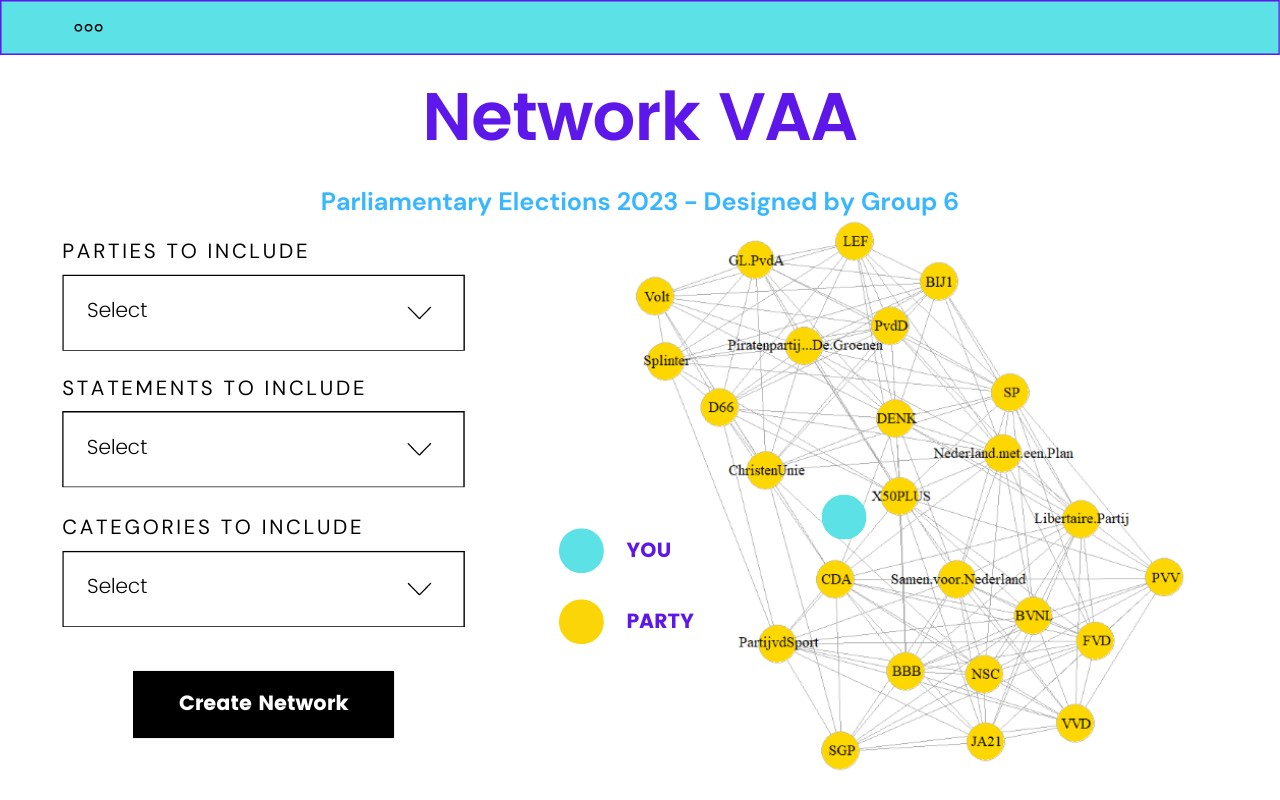 Network VAA
Parliamentary Elections 2023 - Designed by Group 6
PARTIES TO INCLUDE
Select
STATEMENTS TO INCLUDE
Select
CATEGORIES TO INCLUDE
Select
Create Network
YOU
PARTY
LEF
GL.PvdA
BIJ1
Volt
PvdD
Piratenpartij...De.Groenen
Splinter
SP
D66
DENK
Nederland.met.een.Plan
ChristenUnie
X50PLUS
Libertaire.Partij
CDA
Samen.voor.Nederland
PVV
BVNL
PartijvdSport
FVD
BBB
NSC
VVD
JA21
SGP